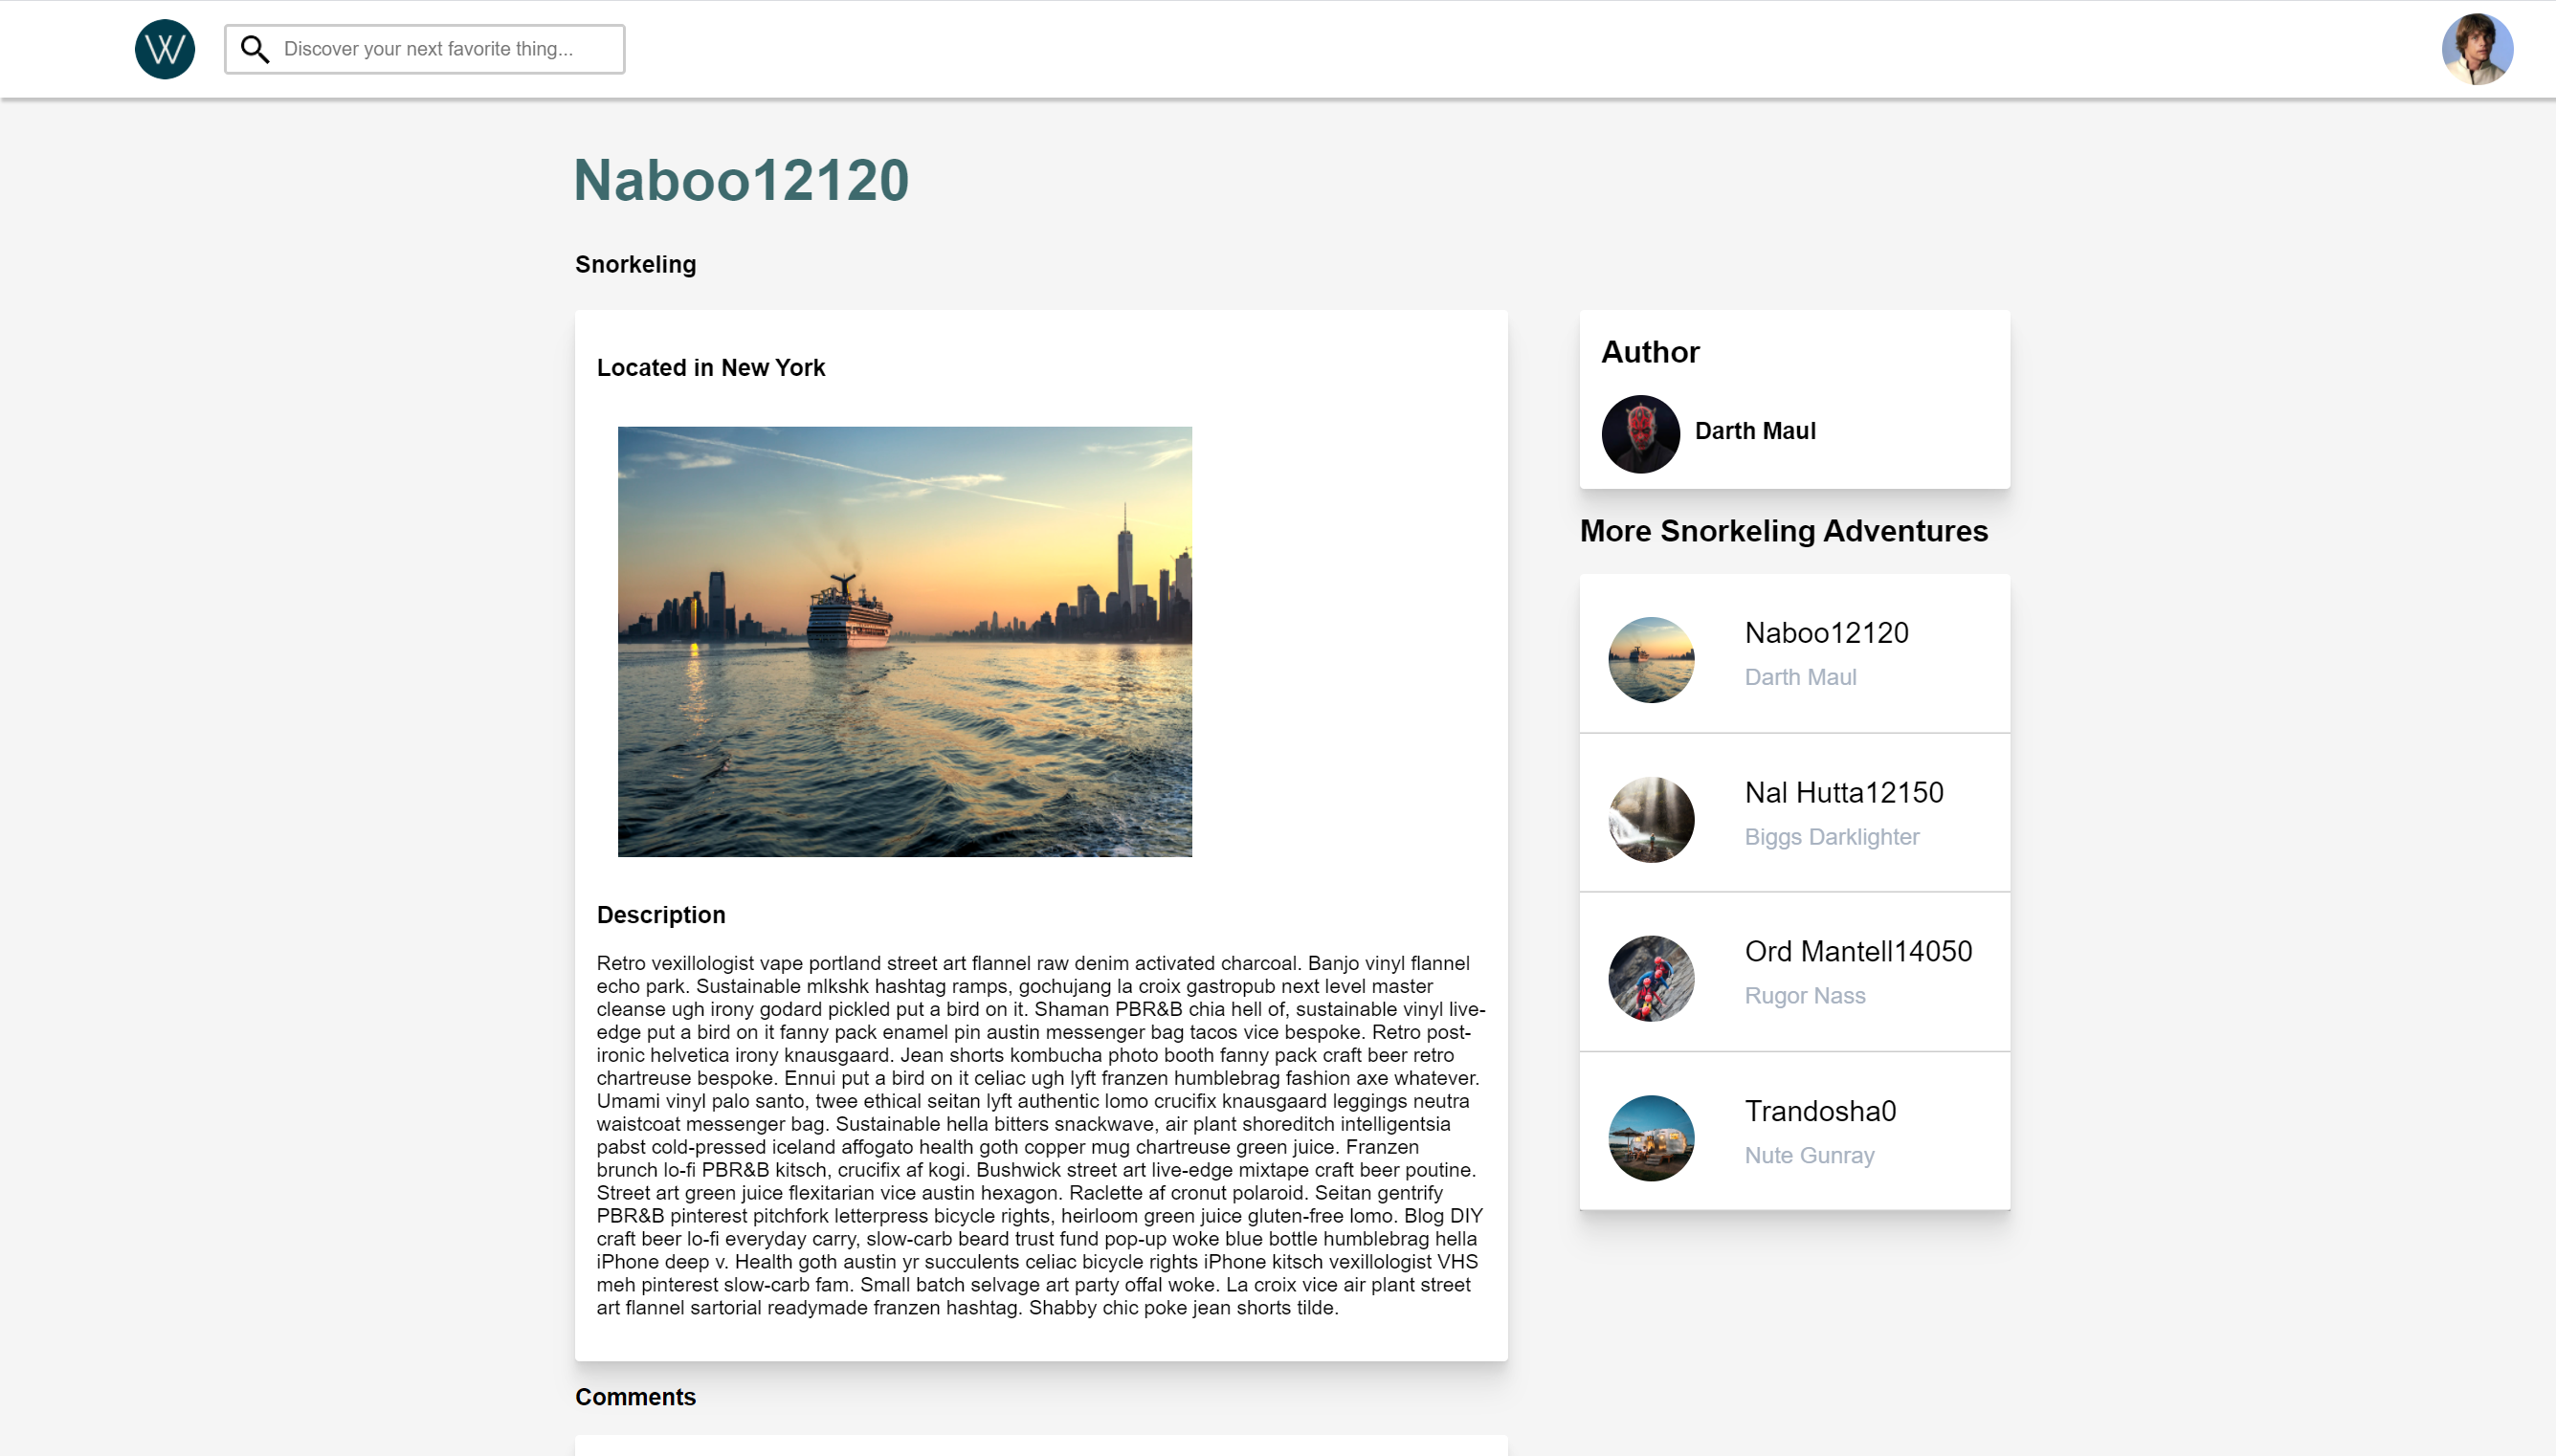 W
Discover your next favorite thing...
Naboo12120
Snorkeling
Located in New York
Description
Retro vexillologist vape portland street art flannel raw denim activated charcoal. Banjo vinyl flannel
echo park. Sustainable mlkshk hashtag ramps, gochujang la croix gastropub next level master
cleanse ugh irony godard pickled put a bird on it. Shaman PBR&B chia hell of, sustainable vinyl live-
edge put a bird on it fanny pack enamel pin austin messenger bag tacos vice bespoke. Retro post-
ironic helvetica irony knausgaard. Jean shorts kombucha photo booth fanny pack craft beer retro
chartreuse bespoke. Ennui put a bird on it celiac ugh lyft franzen humblebrag fashion axe whatever.
Umami vinyl palo santo, twee ethical seitan lyft authentic lomo crucifix knausgaard leggings neutra
waistcoat messenger bag. Sustainable hella bitters snackwave, air plant shoreditch intelligentsia
pabst cold-pressed iceland affogato health goth copper mug chartreuse green juice. Franzen
brunch lo-fi PBR&B kitsch, crucifix af kogi. Bushwick street art live-edge mixtape craft beer poutine.
Street art green juice flexitarian vice austin hexagon. Raclette af cronut polaroid. Seitan gentrify
PBR&B pinterest pitchfork letterpress bicycle rights, heirloom green juice gluten-free lomo. Blog DIY
craft beer lo-fi everyday carry, slow-carb beard trust fund pop-up woke blue bottle humblebrag hella
iPhone deep v. Health goth austin yr succulents celiac bicycle rights iPhone kitsch vexillologist VHS
meh pinterest slow-carb fam. Small batch selvage art party offal woke. La croix vice air plant street
art flannel sartorial readymade franzen hashtag. Shabby chic poke jean shorts tilde.
Comments
Author
Darth Maul
More Snorkeling Adventures
Naboo12120
Darth Maul
Nal Hutta12150
Biggs Darklighter
Ord Mantell14050
Rugor Nass
Trandosha0
Nute Gunray